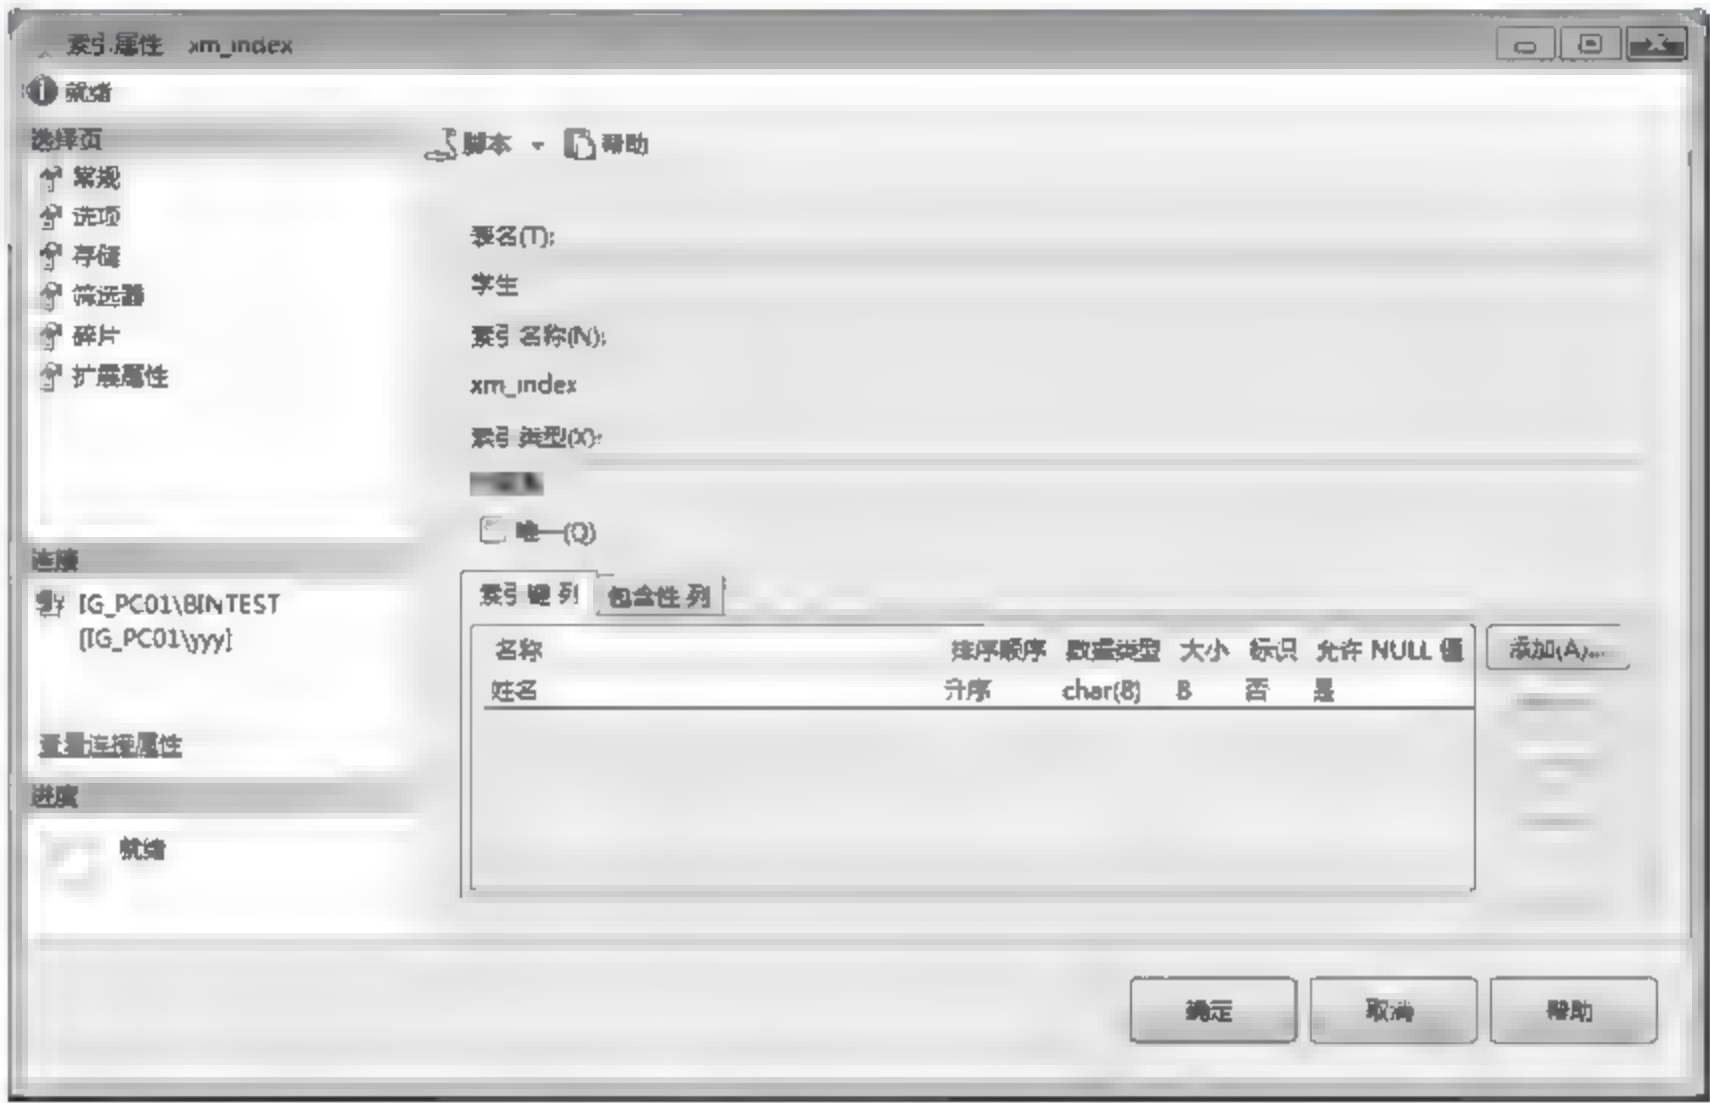 索引属性 xm_index
就绪
选择页
常规
选项
存储
筛选器
碎片
扩展属性
脚本 帮助
表名(T):
学生
索引名称(N):
xm_index
索引类型(X):
唯一(Q)
索引键 列 包含性 列
名称 排序顺序 数据类型 大小 标识 允许 NULL 值
姓名 升序 char(8) 8 否 是
添加(A)...
连接
IG_PC01\BINTEST
[IG_PC01\yyy]
查看连接属性
进度
就绪
确定 取消 帮助